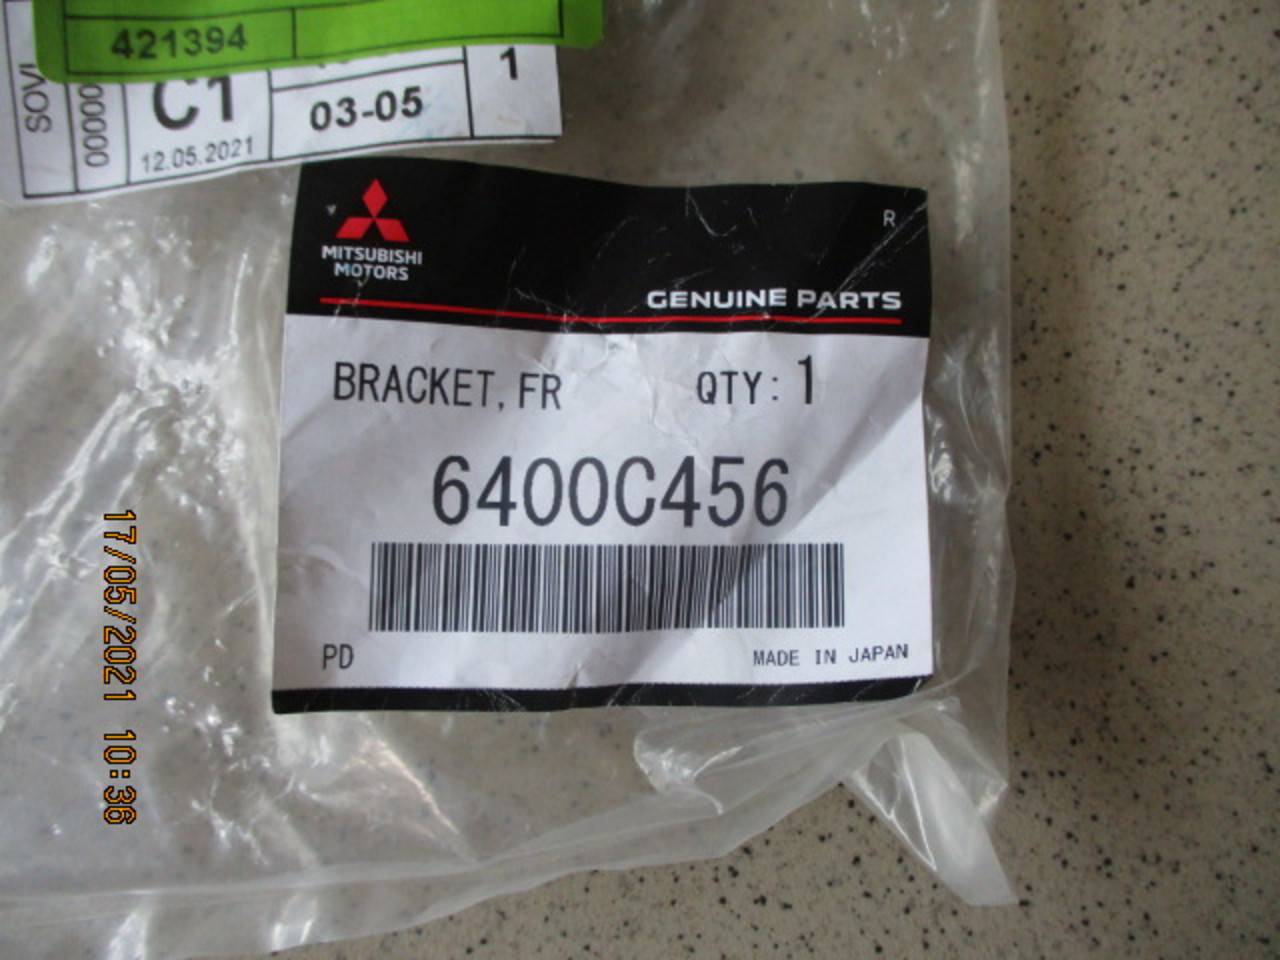 421394
SOVI
00000
C1
12.05.2021
03-05
1
MITSUBISHI
MOTORS
R
GENUINE PARTS
BRACKET, FR
QTY: 1
6400C456
PD
MADE IN JAPAN
17/05/2021 10:36